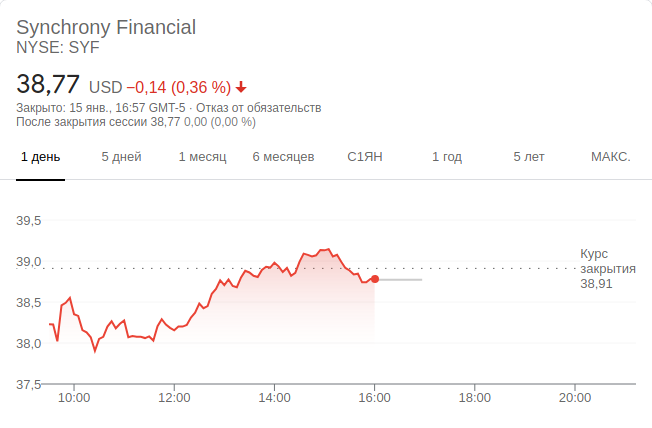 Synchrony Financial
NYSE: SYF
38,77 USD −0,14 (0,36 %)
Закрыто: 15 янв., 16:57 GMT-5 · Отказ от обязательств
После закрытия сессии 38,77 0,00 (0,00 %)
1 день 5 дней 1 месяц 6 месяцев С1ЯН 1 год 5 лет МАКС.
39,5
39,0
38,5
38,0
37,5
Курс
закрытия
38,91
10:00 12:00 14:00 16:00 18:00 20:00